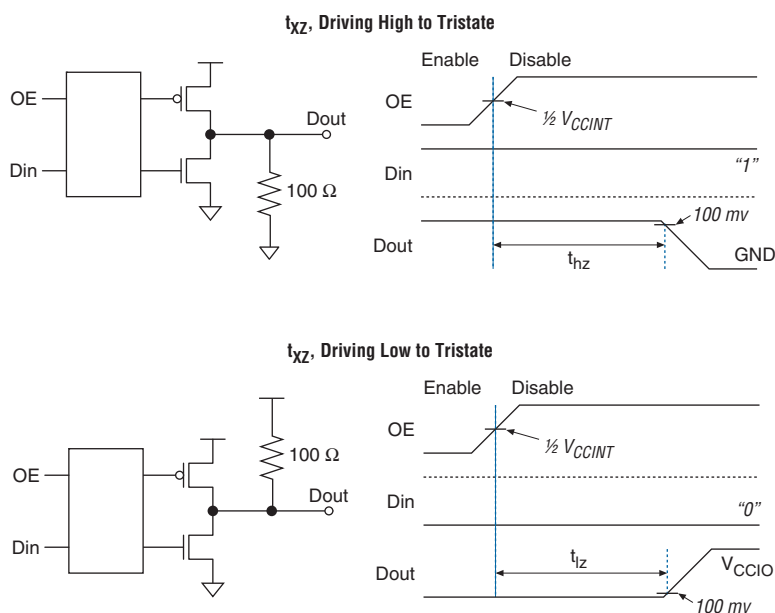 tXZ, Driving High to Tristate
Enable Disable
OE
Din
Dout
100 Ω
OE
½ VCCINT
Din
"1"
Dout
100 mv
thz
GND
tXZ, Driving Low to Tristate
Enable Disable
OE
Din
100 Ω
Dout
OE
½ VCCINT
Din
"0"
Dout
tlz
VCCIO
100 mv